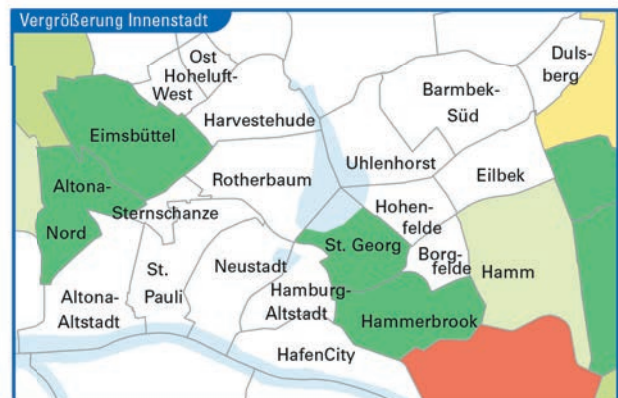 Vergrößerung Innenstadt
Ost
Hoheluft-
West
Duls-
berg
Barmbek-
Süd
Harvestehude
Eimsbüttel
Uhlenhorst
Eilbek
Rotherbaum
Altona-
Nord
Sternschanze
Hohen-
felde
St. Georg
Borg-
felde
Hamm
St.
Pauli
Neustadt
Altona-
Altstadt
Hamburg-
Altstadt
Hammerbrook
HafenCity